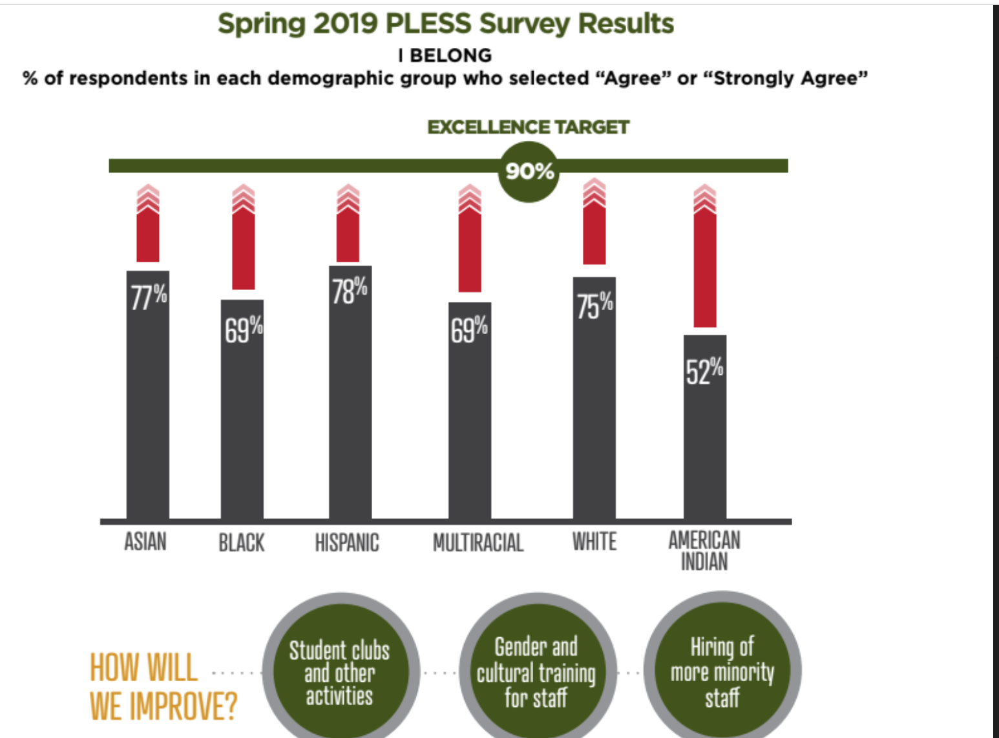 Spring 2019 PLESS Survey Results
I BELONG
% of respondents in each demographic group who selected “Agree” or “Strongly Agree”
EXCELLENCE TARGET
90%
77%
69%
78%
69%
75%
52%
ASIAN
BLACK
HISPANIC
MULTIRACIAL
WHITE
AMERICAN
INDIAN
HOW WILL
WE IMPROVE?
Student clubs
and other
activities
Gender and
cultural training
for staff
Hiring of
more minority
staff